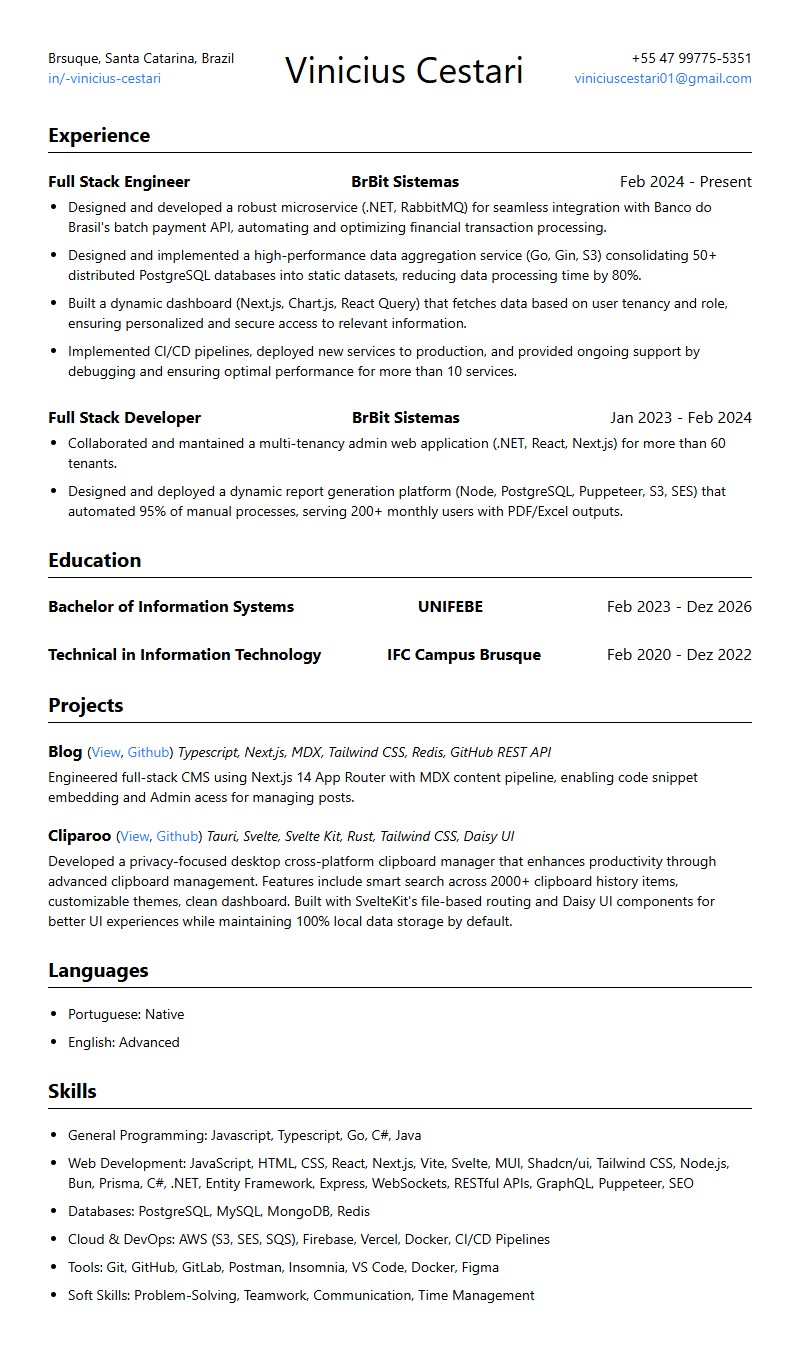 Brsuque, Santa Catarina, Brazil
in/-vinicius-cestari
Vinicius Cestari
+55 47 99775-5351
viniciuscestari01@gmail.com
Experience
Full Stack Engineer BrBit Sistemas Feb 2024 - Present
• Designed and developed a robust microservice (.NET, RabbitMQ) for seamless integration with Banco do
Brasil's batch payment API, automating and optimizing financial transaction processing.
• Designed and implemented a high-performance data aggregation service (Go, Gin, S3) consolidating 50+
distributed PostgreSQL databases into static datasets, reducing data processing time by 80%.
• Built a dynamic dashboard (Next.js, Chart.js, React Query) that fetches data based on user tenancy and role,
ensuring personalized and secure access to relevant information.
• Implemented CI/CD pipelines, deployed new services to production, and provided ongoing support by
debugging and ensuring optimal performance for more than 10 services.
Full Stack Developer BrBit Sistemas Jan 2023 - Feb 2024
• Collaborated and mantained a multi-tenancy admin web application (.NET, React, Next.js) for more than 60
tenants.
• Designed and deployed a dynamic report generation platform (Node, PostgreSQL, Puppeteer, S3, SES) that
automated 95% of manual processes, serving 200+ monthly users with PDF/Excel outputs.
Education
Bachelor of Information Systems UNIFEBE Feb 2023 - Dez 2026
Technical in Information Technology IFC Campus Brusque Feb 2020 - Dez 2022
Projects
Blog (View, Github) Typescript, Next.js, MDX, Tailwind CSS, Redis, GitHub REST API
Engineered full-stack CMS using Next.js 14 App Router with MDX content pipeline, enabling code snippet
embedding and Admin acess for managing posts.
Cliparoo (View, Github) Tauri, Svelte, Svelte Kit, Rust, Tailwind CSS, Daisy UI
Developed a privacy-focused desktop cross-platform clipboard manager that enhances productivity through
advanced clipboard management. Features include smart search across 2000+ clipboard history items,
customizable themes, clean dashboard. Built with SvelteKit's file-based routing and Daisy UI components for
better UI experiences while maintaining 100% local data storage by default.
Languages
• Portuguese: Native
• English: Advanced
Skills
• General Programming: Javascript, Typescript, Go, C#, Java
• Web Development: JavaScript, HTML, CSS, React, Next.js, Vite, Svelte, MUI, Shadcn/ui, Tailwind CSS, Node.js,
Bun, Prisma, C#, .NET, Entity Framework, Express, WebSockets, RESTful APIs, GraphQL, Puppeteer, SEO
• Databases: PostgreSQL, MySQL, MongoDB, Redis
• Cloud & DevOps: AWS (S3, SES, SQS), Firebase, Vercel, Docker, CI/CD Pipelines
• Tools: Git, GitHub, GitLab, Postman, Insomnia, VS Code, Docker, Figma
• Soft Skills: Problem-Solving, Teamwork, Communication, Time Management